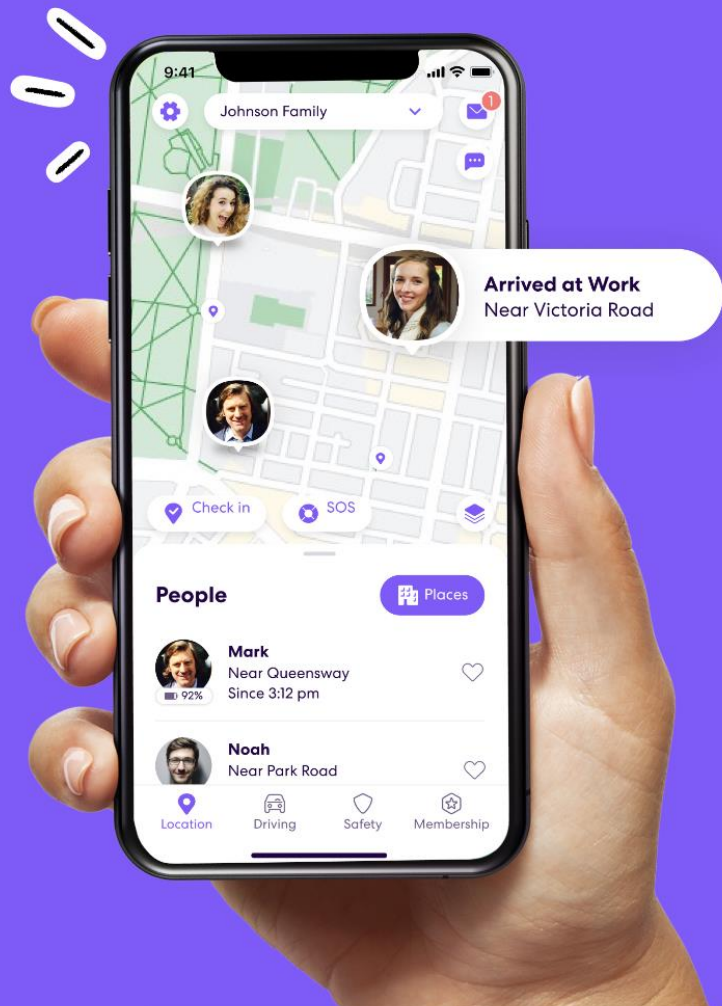 9:41
Johnson Family
1
Arrived at Work
Near Victoria Road
Check in
SOS
People
Places
Mark
Near Queensway
Since 3:12 pm
92%
Noah
Near Park Road
Location
Driving
Safety
Membership